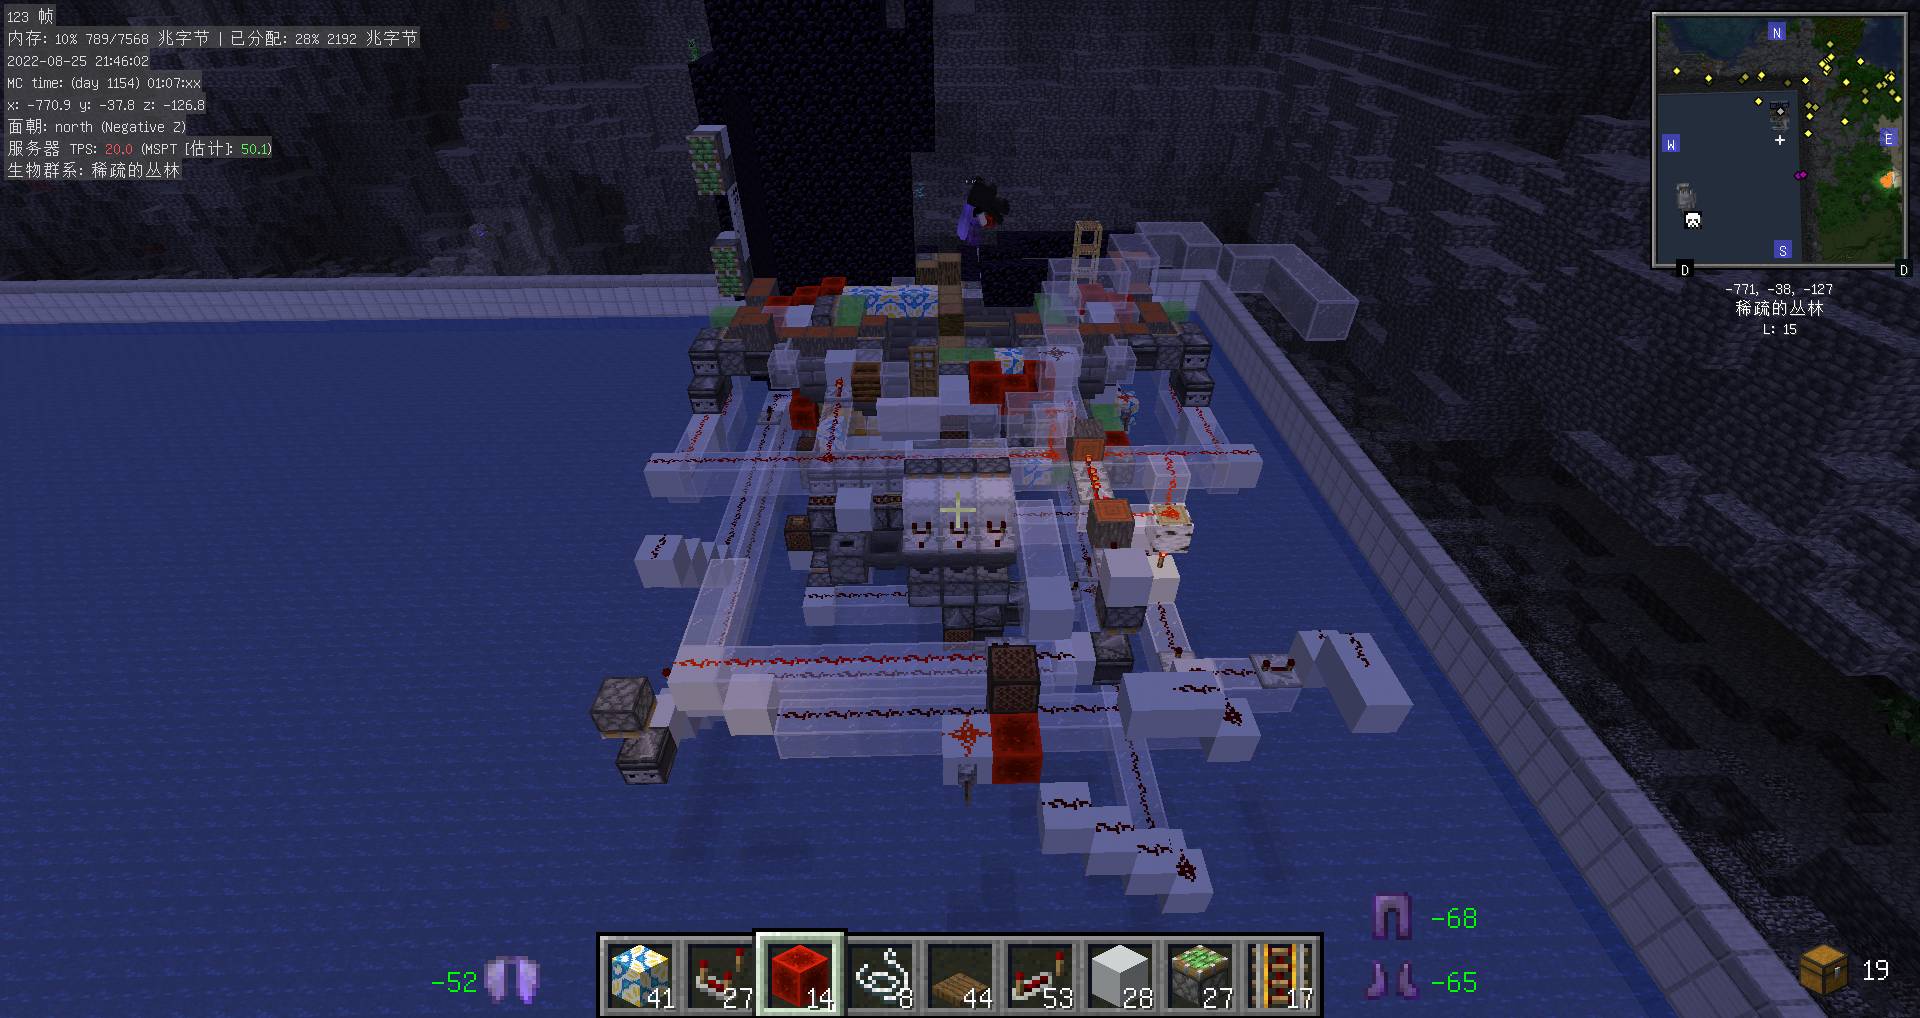 123 帧
内存: 10% 789/7568 兆字节 | 已分配: 28% 2192 兆字节
2022-08-25 21:46:02
MC time: (day 1154) 01:07:xx
x: -770.9 y: -37.8 z: -126.8
面朝: north (Negative Z)
服务器 TPS: 20.0 (MSPT [估计]: 50.1)
生物群系: 稀疏的丛林
N
W
E
S
D
D
-771, -38, -127
稀疏的丛林
L: 15
-68
-52
-65
19
41
27
14
8
44
53
28
27
17